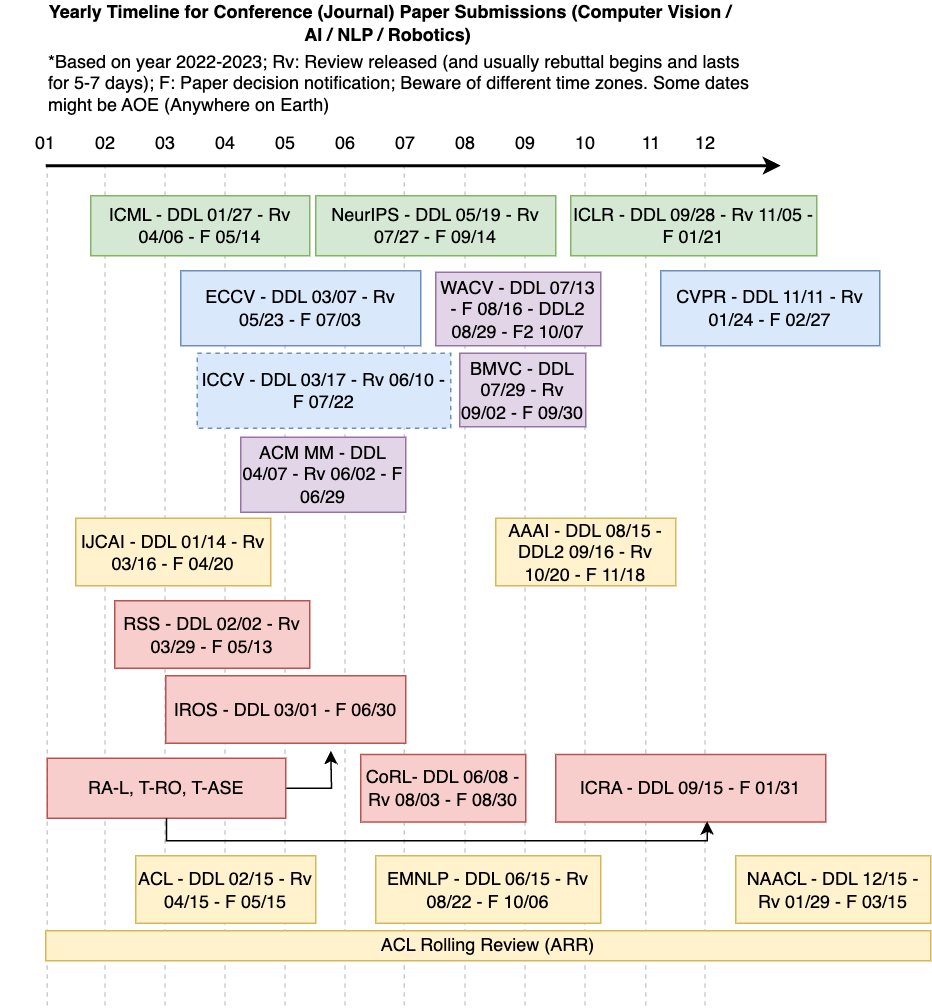 Yearly Timeline for Conference (Journal) Paper Submissions (Computer Vision /
AI / NLP / Robotics)
*Based on year 2022-2023; Rv: Review released (and usually rebuttal begins and lasts
for 5-7 days); F: Paper decision notification; Beware of different time zones. Some dates
might be AOE (Anywhere on Earth)
01 02 03 04 05 06 07 08 09 10 11 12
ICML - DDL 01/27 - Rv
04/06 - F 05/14
NeurIPS - DDL 05/19 - Rv
07/27 - F 09/14
ICLR - DDL 09/28 - Rv 11/05 -
F 01/21
ECCV - DDL 03/07 - Rv
05/23 - F 07/03
WACV - DDL 07/13
- F 08/16 - DDL2
08/29 - F2 10/07
CVPR - DDL 11/11 - Rv
01/24 - F 02/27
ICCV - DDL 03/17 - Rv 06/10 -
F 07/22
BMVC - DDL
07/29 - Rv
09/02 - F 09/30
ACM MM - DDL
04/07 - Rv 06/02 - F
06/29
IJCAI - DDL 01/14 - Rv
03/16 - F 04/20
AAAI - DDL 08/15 -
DDL2 09/16 - Rv
10/20 - F 11/18
RSS - DDL 02/02 - Rv
03/29 - F 05/13
IROS - DDL 03/01 - F 06/30
RA-L, T-RO, T-ASE
CoRL- DDL 06/08 -
Rv 08/03 - F 08/30
ICRA - DDL 09/15 - F 01/31
ACL - DDL 02/15 - Rv
04/15 - F 05/15
EMNLP - DDL 06/15 - Rv
08/22 - F 10/06
NAACL - DDL 12/15 -
Rv 01/29 - F 03/15
ACL Rolling Review (ARR)